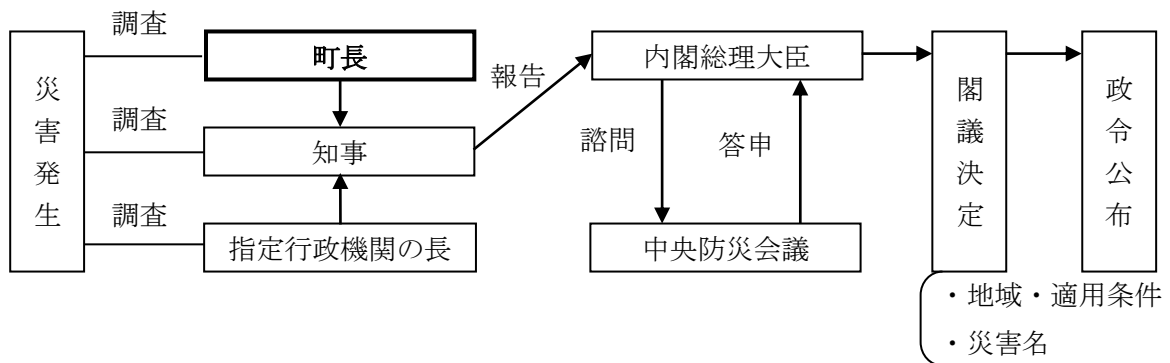 調査
町長
災害発生
調査
知事
報告
調査
指定行政機関の長
内閣総理大臣
諮問
答申
中央防災会議
閣議決定
政令公布
・地域・適用条件
・災害名